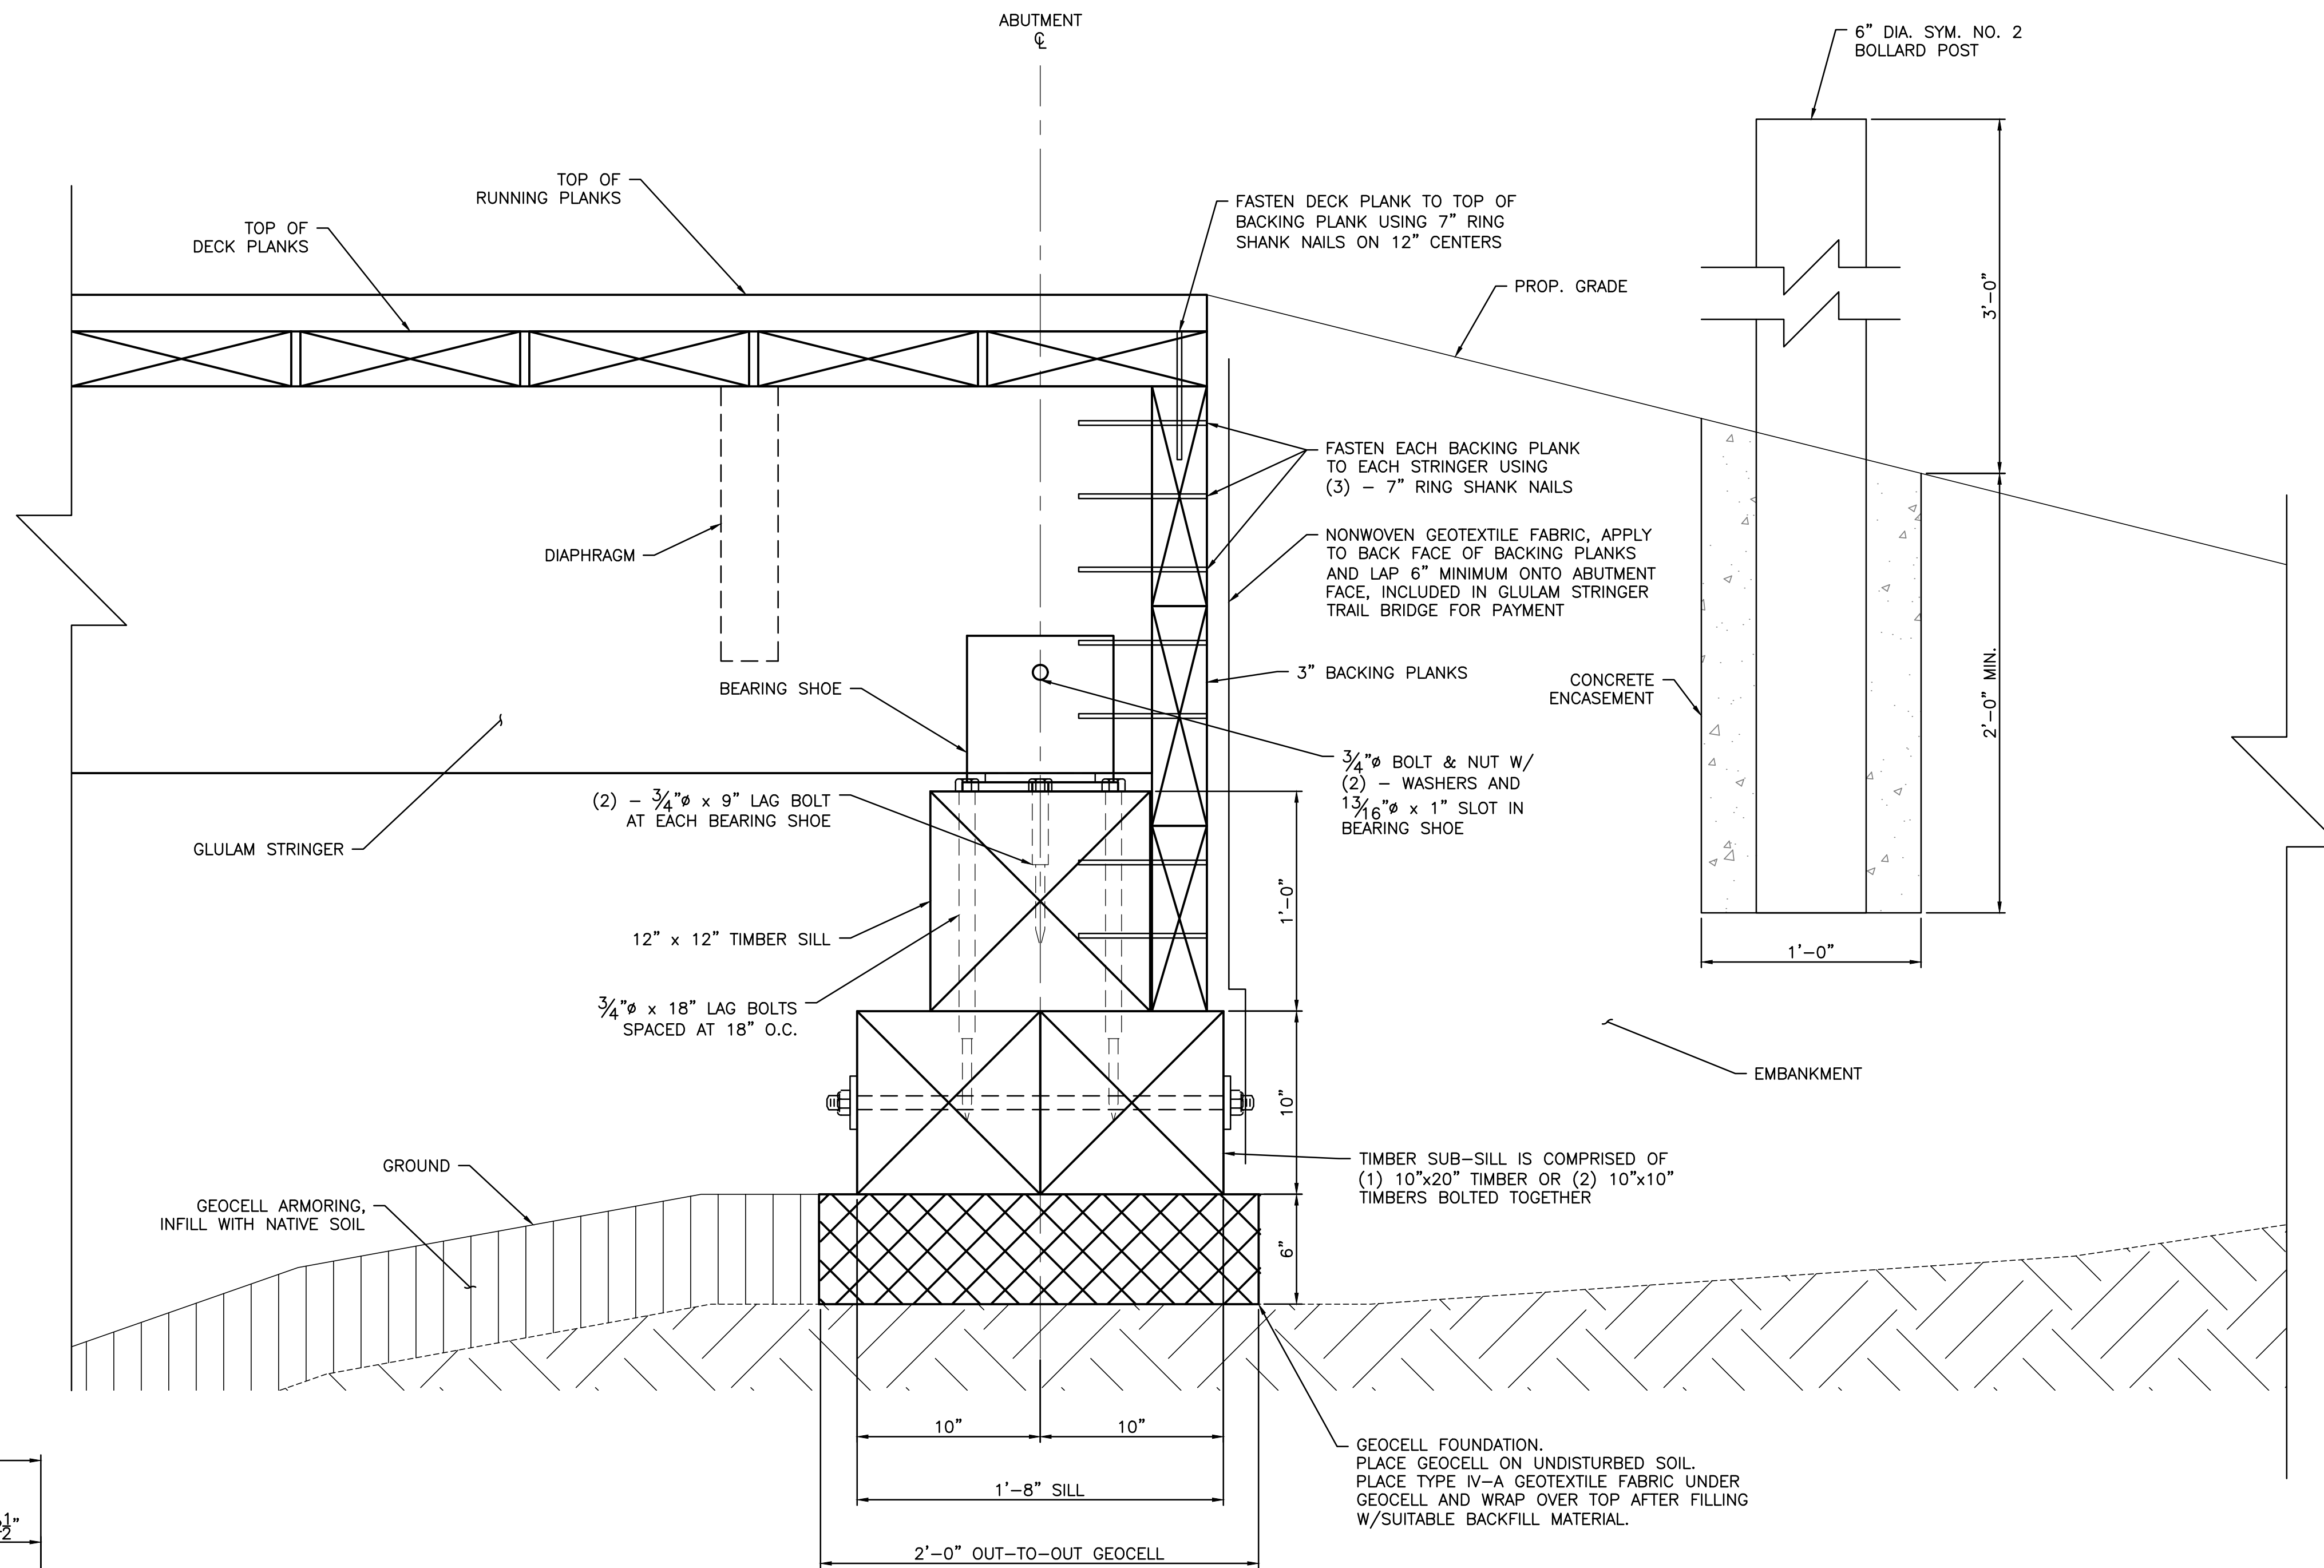 ABUTMENT
℄
6" DIA. SYM. NO. 2
BOLLARD POST
TOP OF
RUNNING PLANKS
TOP OF
DECK PLANKS
FASTEN DECK PLANK TO TOP OF
BACKING PLANK USING 7" RING
SHANK NAILS ON 12" CENTERS
PROP. GRADE
3'-0"
FASTEN EACH BACKING PLANK
TO EACH STRINGER USING
(3) - 7" RING SHANK NAILS
DIAPHRAGM
NONWOVEN GEOTEXTILE FABRIC, APPLY
TO BACK FACE OF BACKING PLANKS
AND LAP 6" MINIMUM ONTO ABUTMENT
FACE, INCLUDED IN GLULAM STRINGER
TRAIL BRIDGE FOR PAYMENT
BEARING SHOE
3" BACKING PLANKS
CONCRETE
ENCASEMENT
2'-0" MIN.
3/4"ø BOLT & NUT W/
(2) - WASHERS AND
13/16"ø x 1" SLOT IN
BEARING SHOE
(2) - 3/4"ø x 9" LAG BOLT
AT EACH BEARING SHOE
GLULAM STRINGER
1'-0"
12" x 12" TIMBER SILL
1'-0"
3/4"ø x 18" LAG BOLTS
SPACED AT 18" O.C.
EMBANKMENT
10"
GROUND
TIMBER SUB-SILL IS COMPRISED OF
(1) 10"x20" TIMBER OR (2) 10"x10"
TIMBERS BOLTED TOGETHER
GEOCELL ARMORING,
INFILL WITH NATIVE SOIL
6"
10"
10"
GEOCELL FOUNDATION.
PLACE GEOCELL ON UNDISTURBED SOIL.
PLACE TYPE IV-A GEOTEXTILE FABRIC UNDER
GEOCELL AND WRAP OVER TOP AFTER FILLING
W/SUITABLE BACKFILL MATERIAL.
1'-8" SILL
2'-0" OUT-TO-OUT GEOCELL